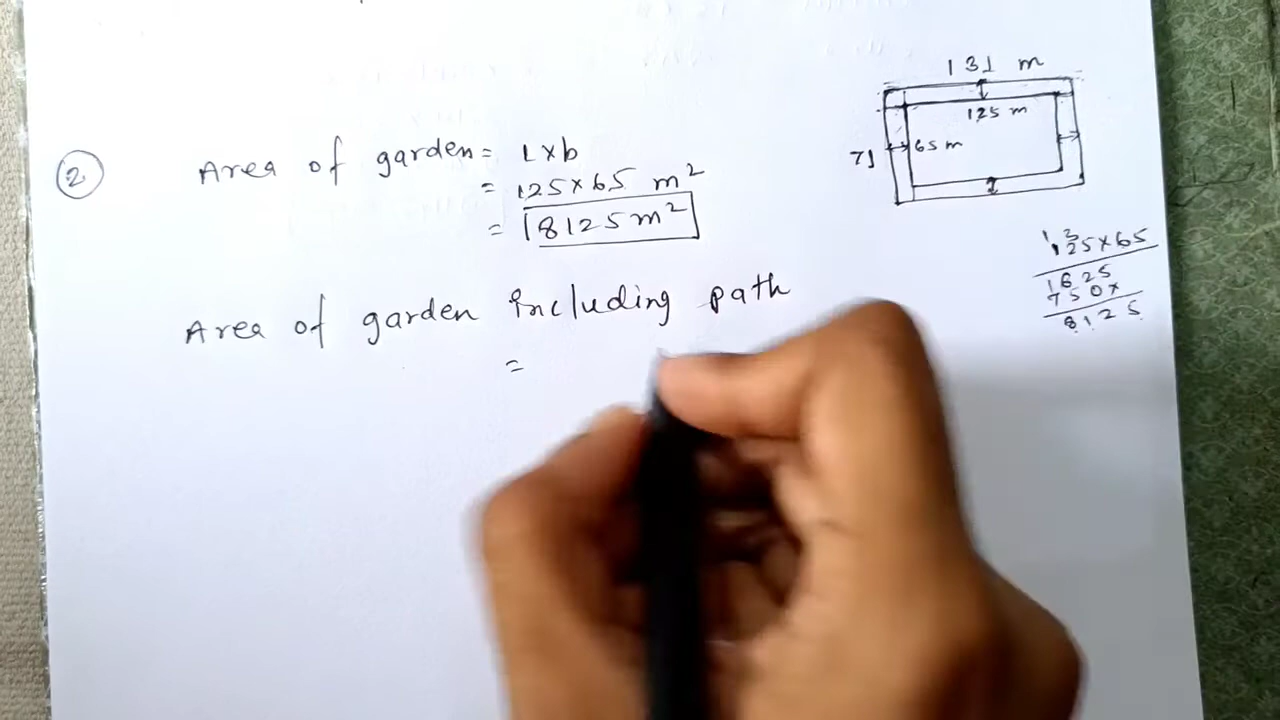 131 m
125 m
71
65 m
② Area of garden = L×b
= 125×65 m²
= 8125 m²
125×65
1625
750×
8125
Area of garden including path
=